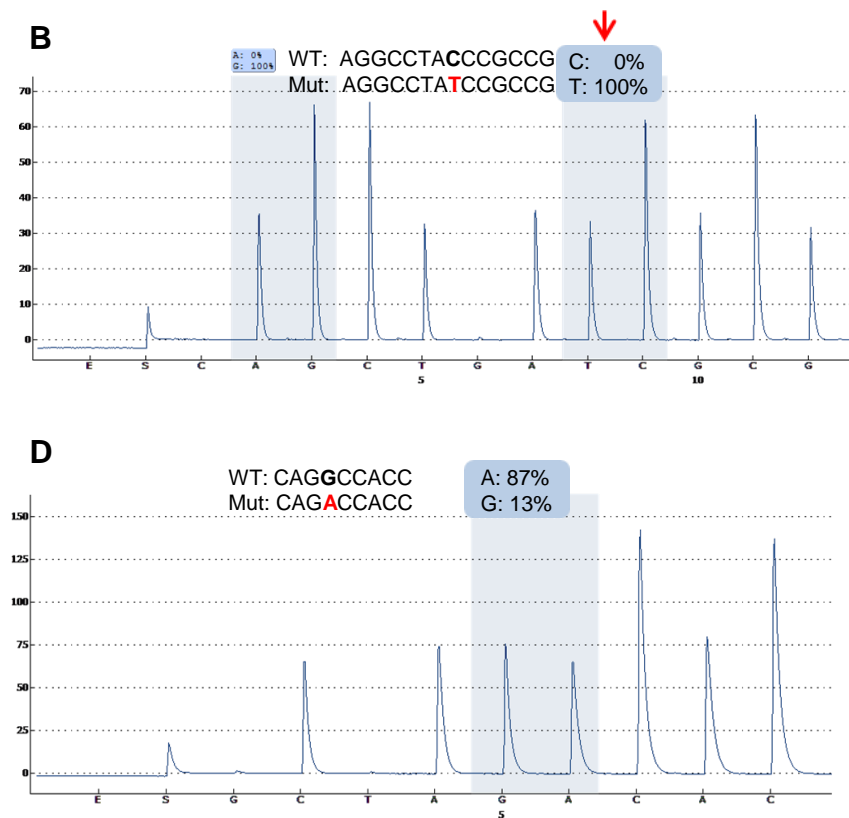 B
A: 0%
G: 100%
WT: AGGCCTACCCGCCG
Mut: AGGCCTATCCGCCG
C: 0%
T: 100%
70
60
50
40
30
20
10
0
E S C A G C T G A T C G C G
5 10
D
WT: CAGGCCACC
Mut: CAGACCACC
A: 87%
G: 13%
150
125
100
75
50
25
0
E S G C T A G A C A C
5